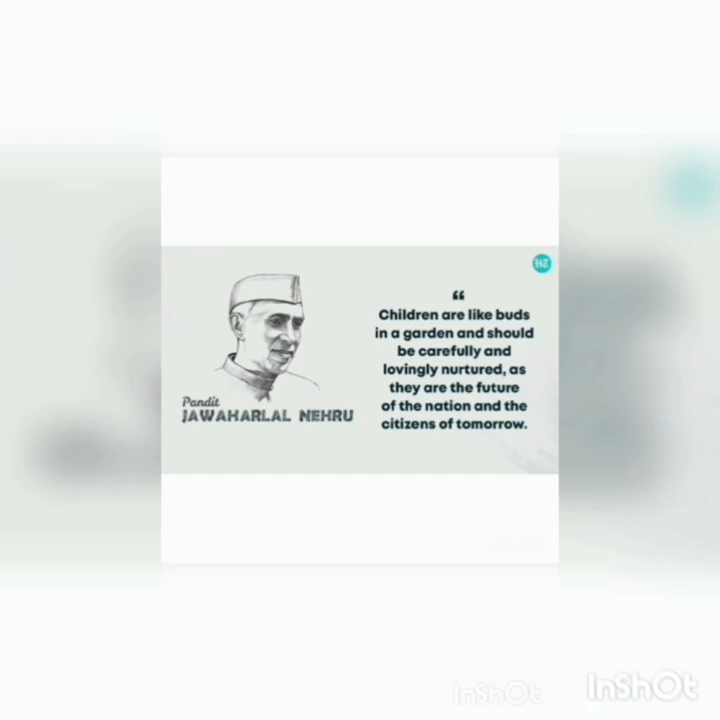 HT
“
Children are like buds
in a garden and should
be carefully and
lovingly nurtured, as
they are the future
of the nation and the
citizens of tomorrow.
Pandit
JAWAHARLAL NEHRU
InShOt
InShOt